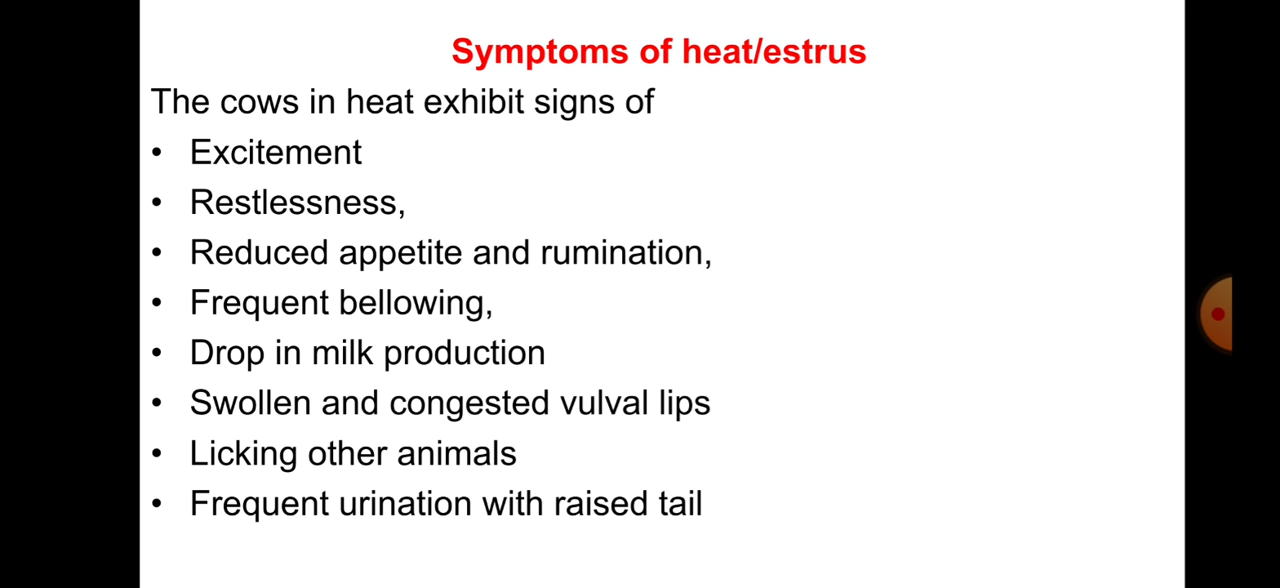 Symptoms of heat/estrus
The cows in heat exhibit signs of
• Excitement
• Restlessness,
• Reduced appetite and rumination,
• Frequent bellowing,
• Drop in milk production
• Swollen and congested vulval lips
• Licking other animals
• Frequent urination with raised tail